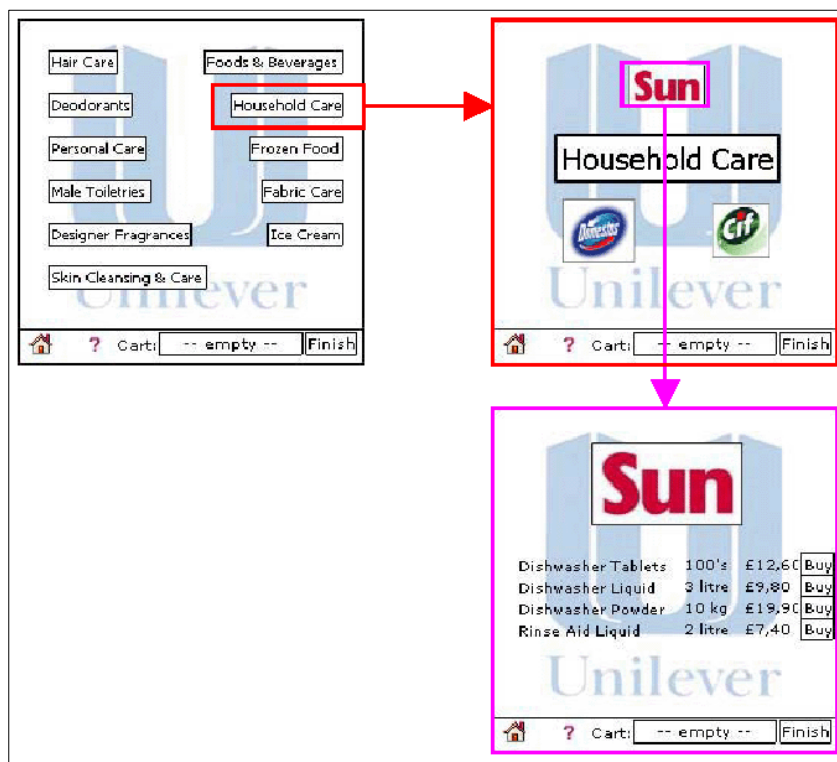 Hair Care
Foods & Beverages
Deodorants
Household Care
Personal Care
Frozen Food
Male Toiletries
Fabric Care
Designer Fragrances
Ice Cream
Skin Cleansing & Care
Unilever
? Cart: -- empty -- Finish
Sun
Household Care
Domestos
Cif
Unilever
? Cart: -- empty -- Finish
Sun
Dishwasher Tablets 100's £12,60 Buy
Dishwasher Liquid 3 litre £9,80 Buy
Dishwasher Powder 10 kg £19,90 Buy
Rinse Aid Liquid 2 litre £7,40 Buy
Unilever
? Cart: -- empty -- Finish